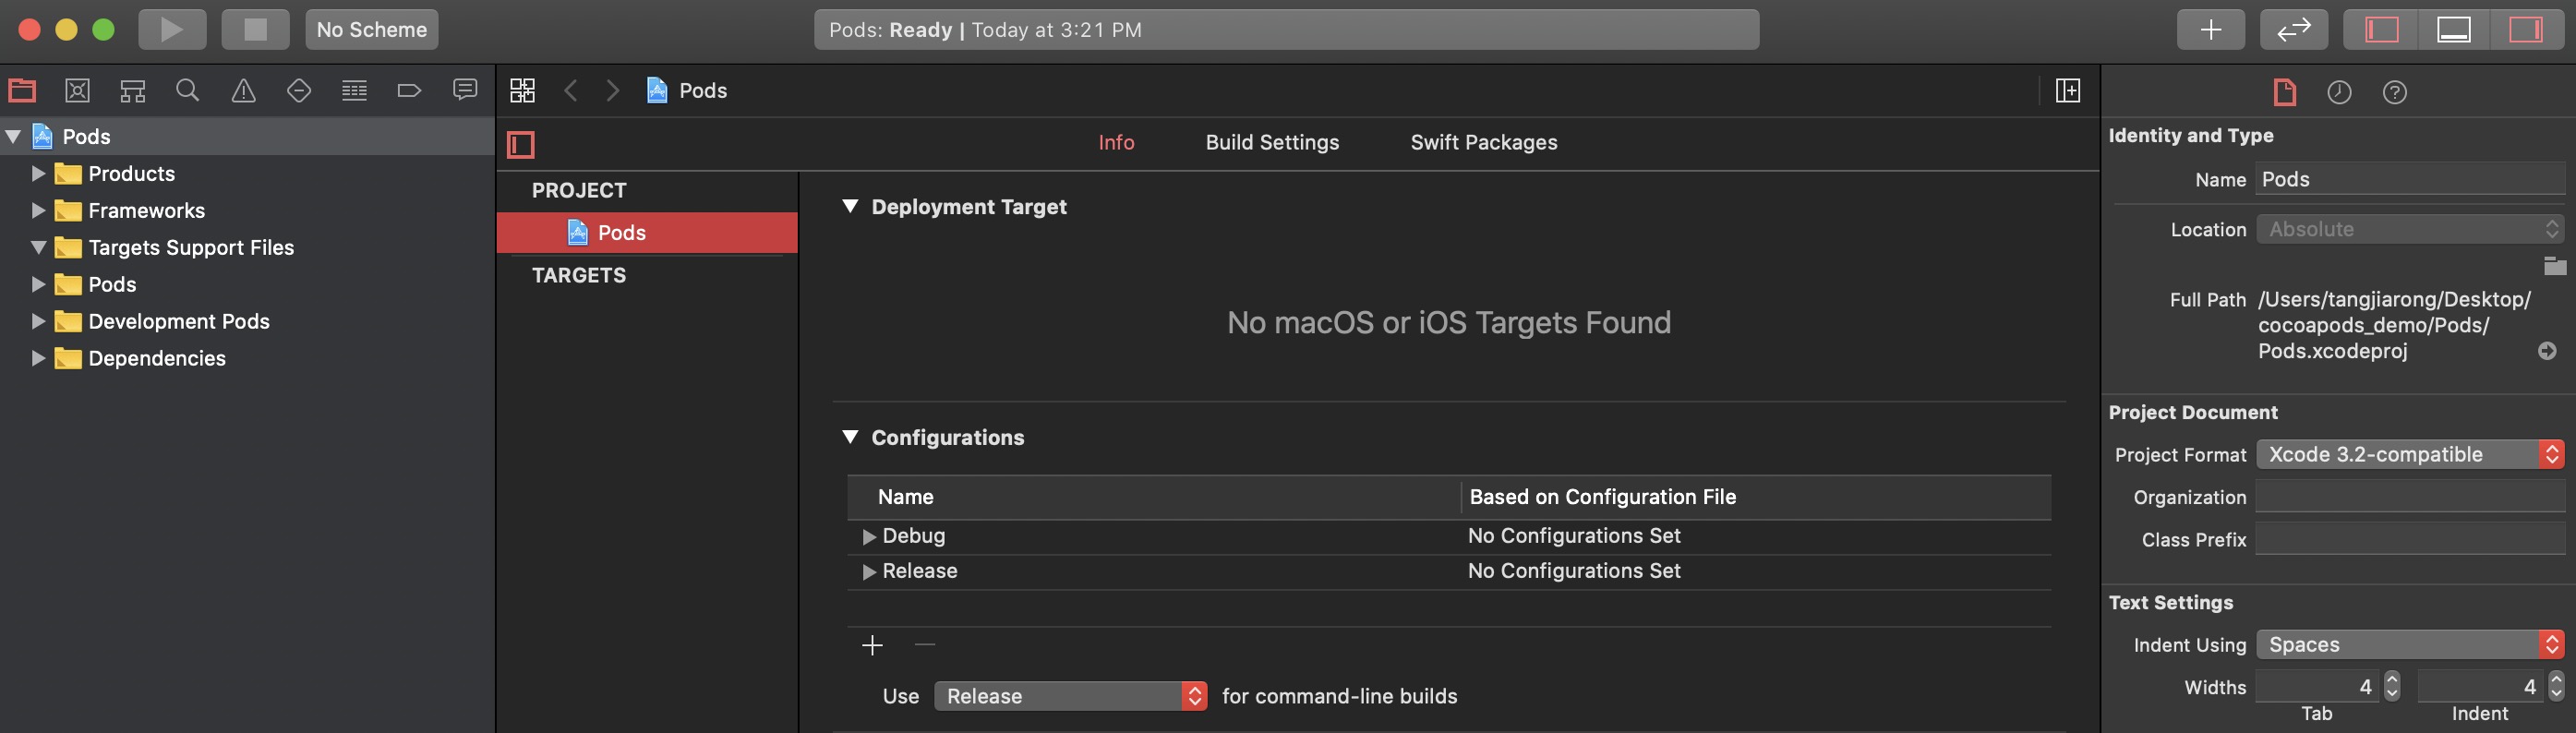 No Scheme
Pods: Ready | Today at 3:21 PM
Pods
Products
Frameworks
Targets Support Files
Pods
Development Pods
Dependencies
Pods
Info
Build Settings
Swift Packages
PROJECT
Pods
TARGETS
Deployment Target
No macOS or iOS Targets Found
Configurations
Name
Based on Configuration File
Debug
No Configurations Set
Release
No Configurations Set
Use
Release
for command-line builds
Identity and Type
Name
Pods
Location
Absolute
Full Path
/Users/tangjiarong/Desktop/
cocoapods_demo/Pods/
Pods.xcodeproj
Project Document
Project Format
Xcode 3.2-compatible
Organization
Class Prefix
Text Settings
Indent Using
Spaces
Widths
4
4
Tab
Indent